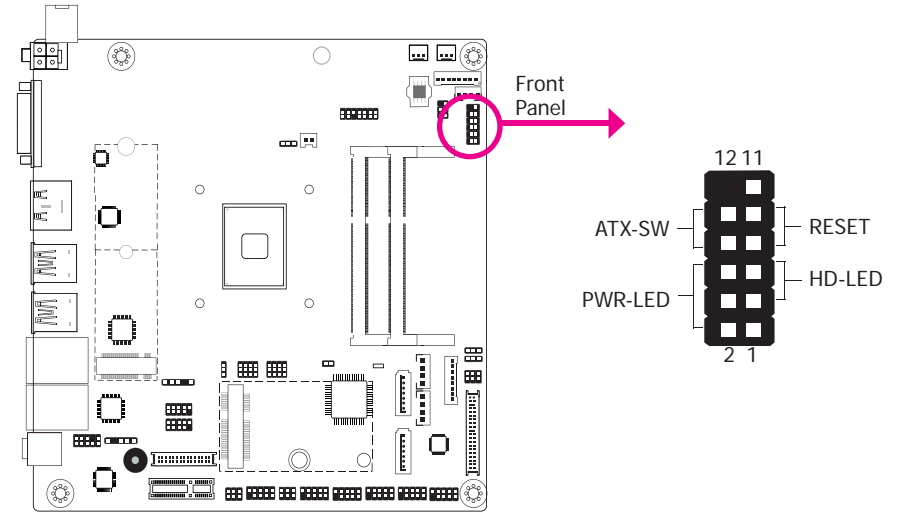 Front
Panel
12 11
ATX-SW
RESET
PWR-LED
HD-LED
2 1